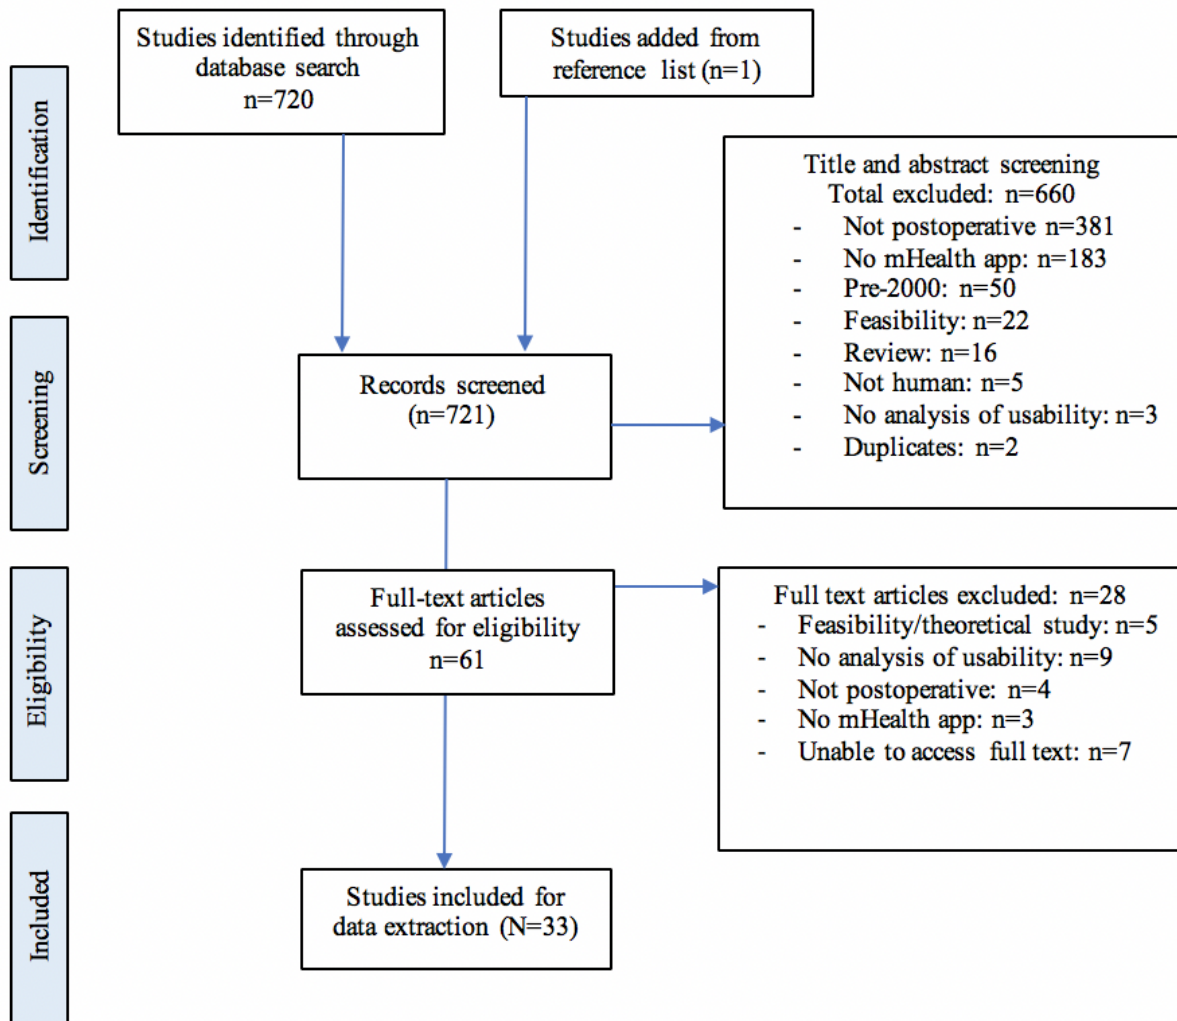 Studies identified through
database search
n=720
Studies added from
reference list (n=1)
Identification
Title and abstract screening
Total excluded: n=660
- Not postoperative n=381
- No mHealth app: n=183
- Pre-2000: n=50
- Feasibility: n=22
- Review: n=16
- Not human: n=5
- No analysis of usability: n=3
- Duplicates: n=2
Screening
Records screened
(n=721)
Eligibility
Full-text articles
assessed for eligibility
n=61
Full text articles excluded: n=28
- Feasibility/theoretical study: n=5
- No analysis of usability: n=9
- Not postoperative: n=4
- No mHealth app: n=3
- Unable to access full text: n=7
Included
Studies included for
data extraction (N=33)